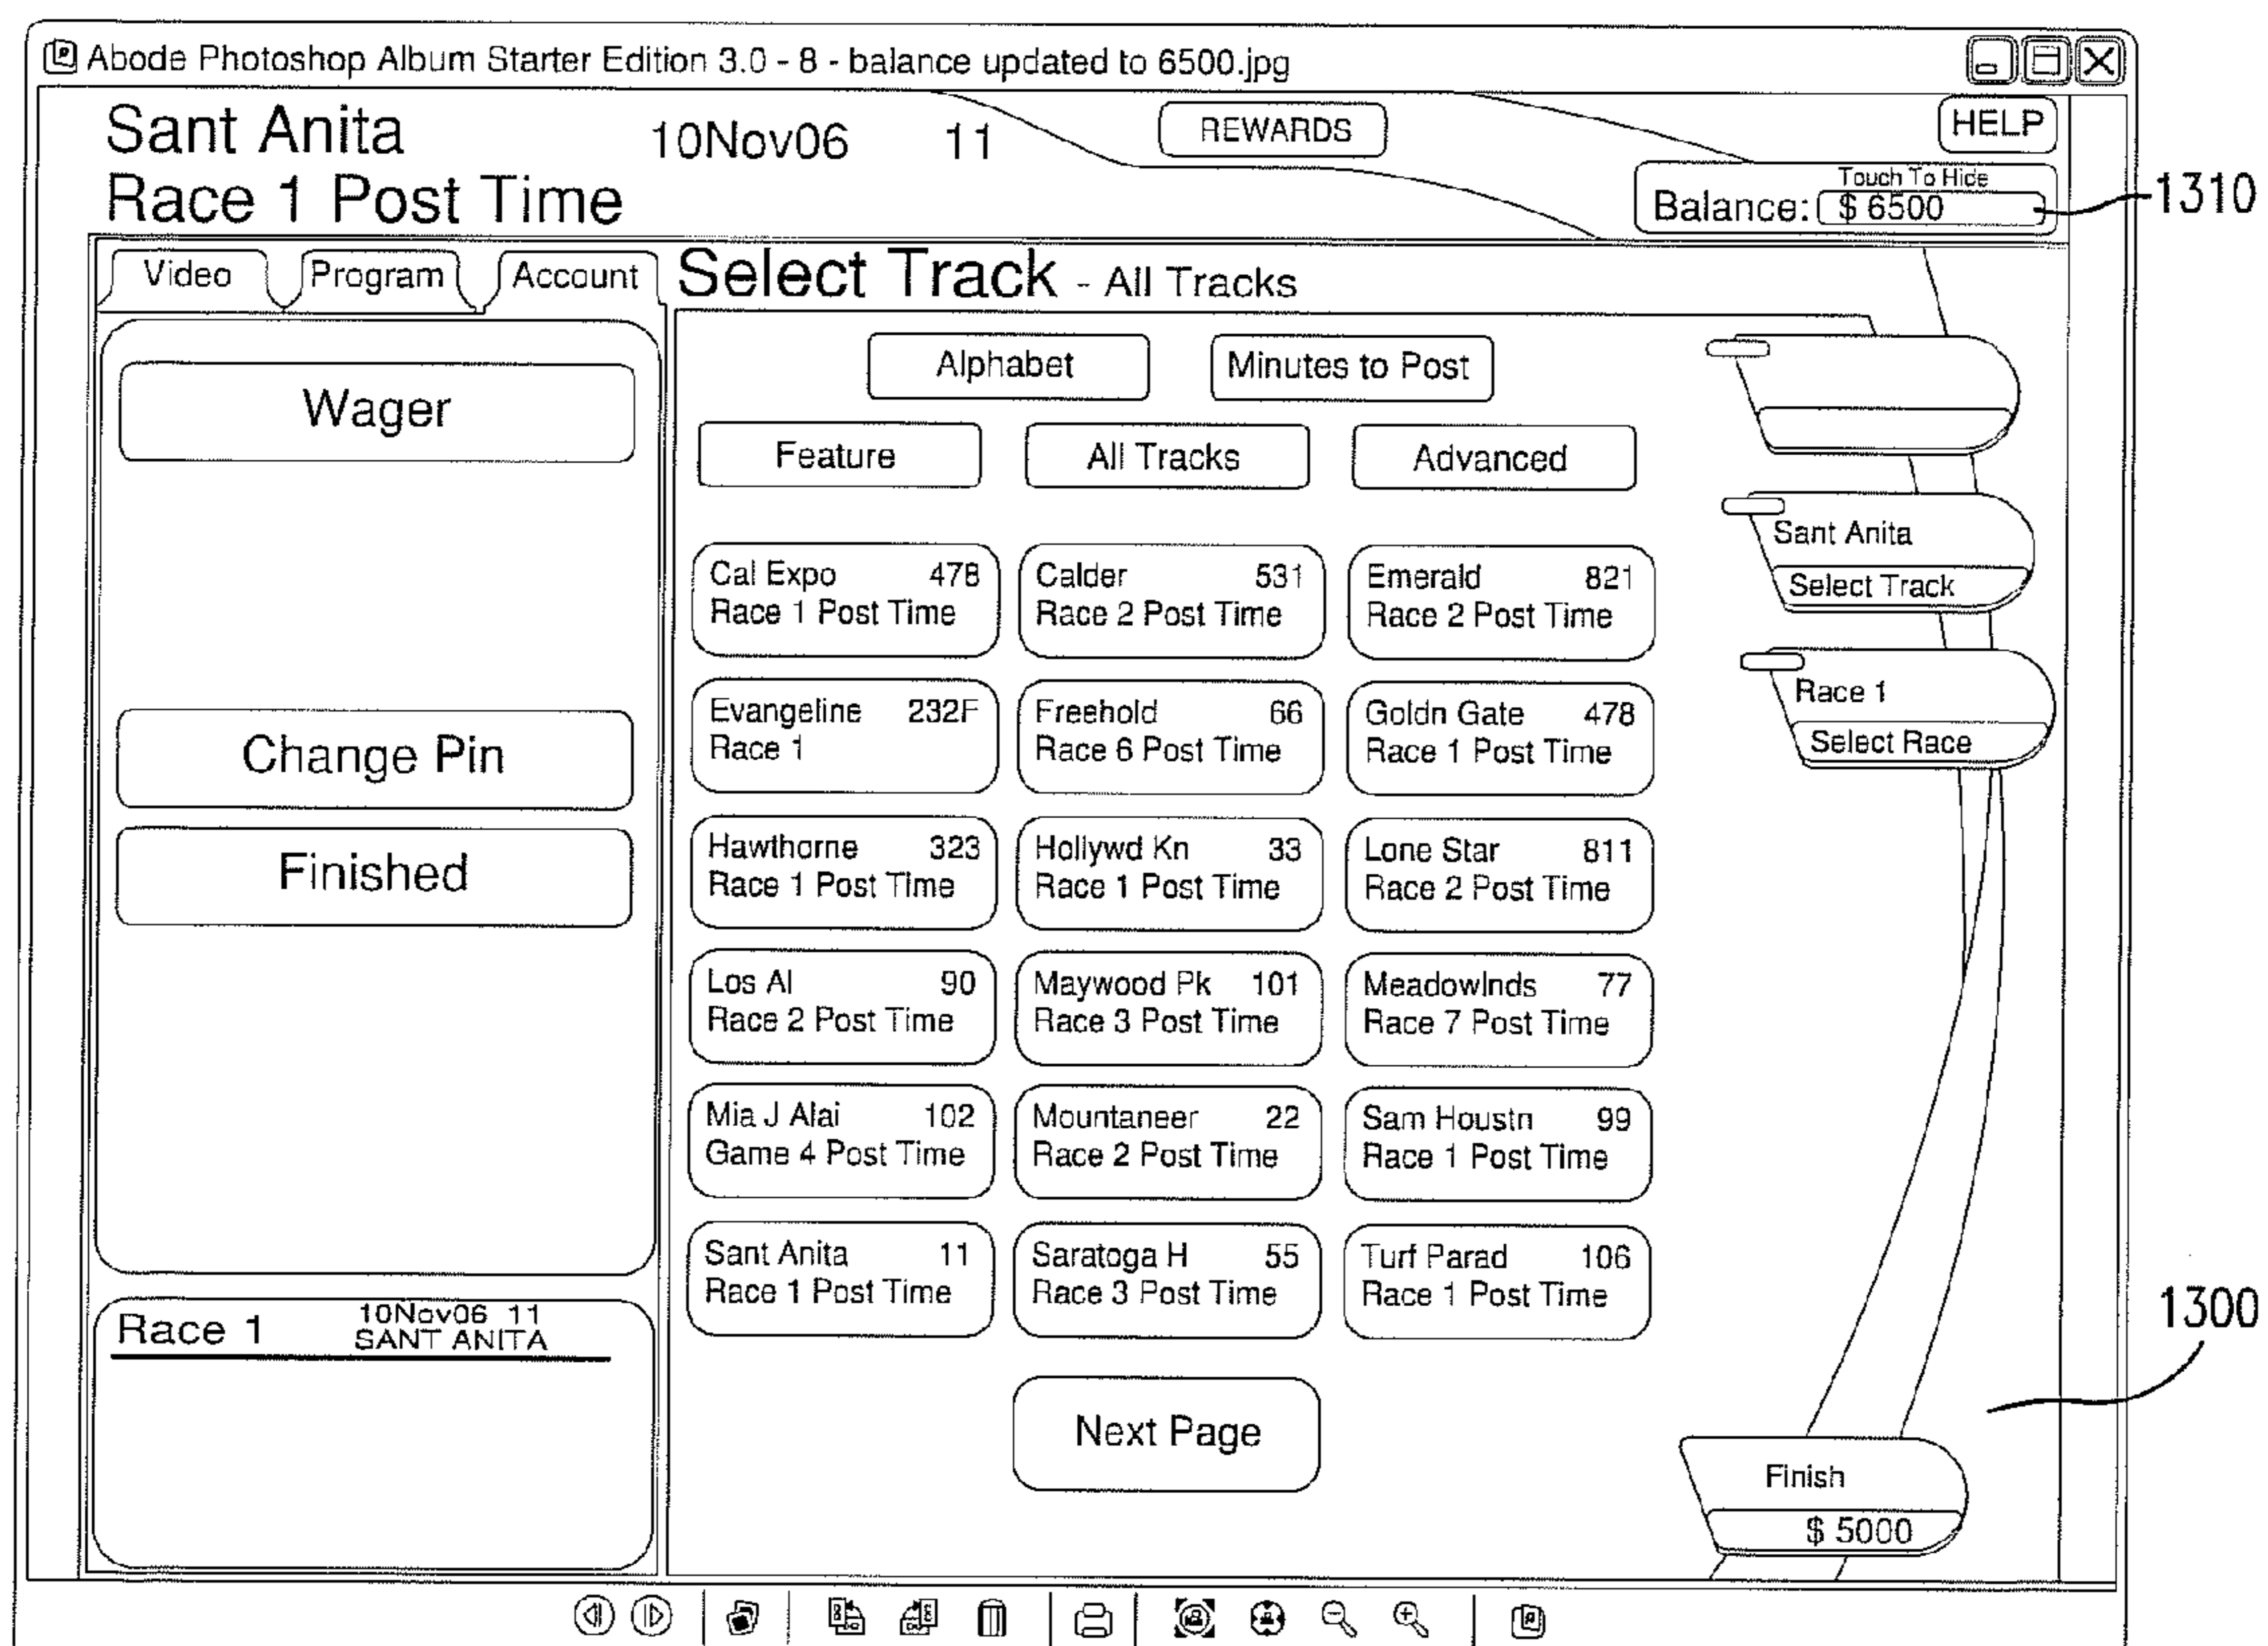 Abode Photoshop Album Starter Edition 3.0 - 8 - balance updated to 6500.jpg
Sant Anita 10Nov06 11 REWARDS HELP
Race 1 Post Time
Touch To Hide
Balance: $ 6500
1310
Video Program Account
Select Track - All Tracks
Wager
Change Pin
Finished
Race 1
10Nov06 11
SANT ANITA
Alphabet Minutes to Post
Feature All Tracks Advanced
Cal Expo 478
Race 1 Post Time
Calder 531
Race 2 Post Time
Emerald 821
Race 2 Post Time
Evangeline 232F
Race 1
Freehold 66
Race 6 Post Time
Goldn Gate 478
Race 1 Post Time
Hawthorne 323
Race 1 Post Time
Hollywd Kn 33
Race 1 Post Time
Lone Star 811
Race 2 Post Time
Los Al 90
Race 2 Post Time
Maywood Pk 101
Race 3 Post Time
Meadowlnds 77
Race 7 Post Time
Mia J Alai 102
Game 4 Post Time
Mountaneer 22
Race 2 Post Time
Sam Houstn 99
Race 1 Post Time
Sant Anita 11
Race 1 Post Time
Saratoga H 55
Race 3 Post Time
Turf Parad 106
Race 1 Post Time
Next Page
Sant Anita
Select Track
Race 1
Select Race
1300
Finish
$ 5000